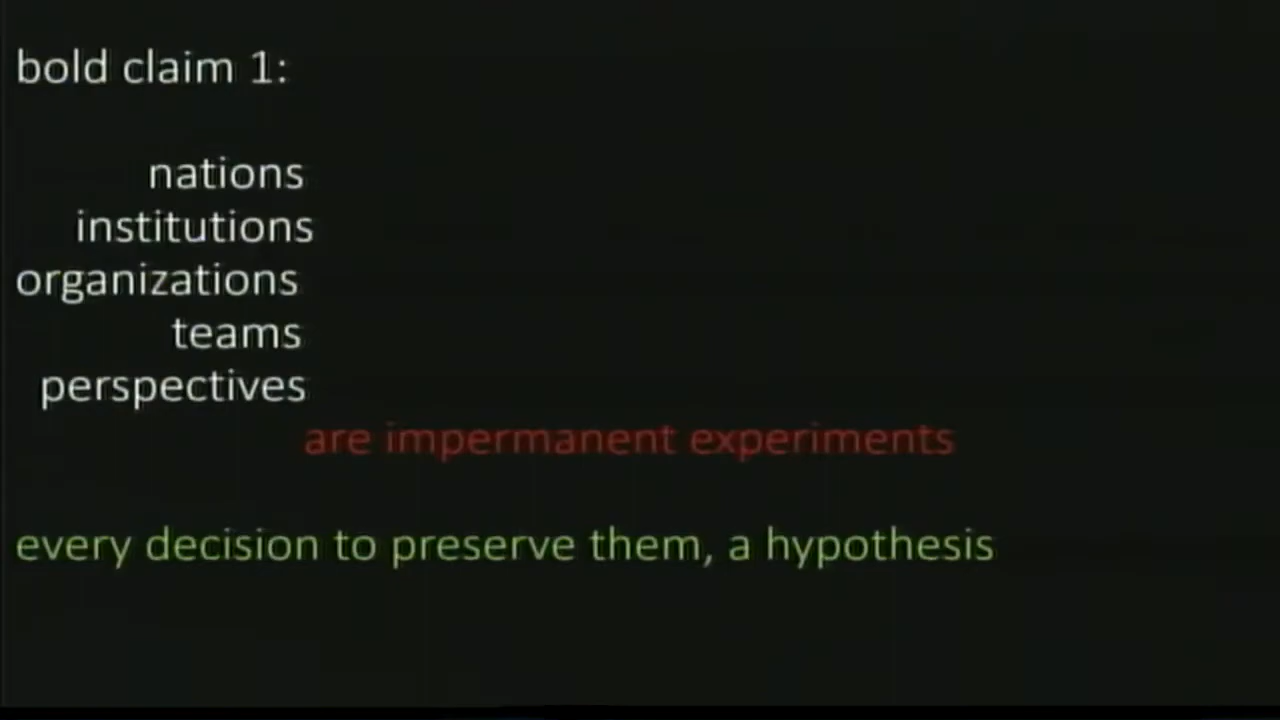 bold claim 1:
nations
institutions
organizations
teams
perspectives
are impermanent experiments
every decision to preserve them, a hypothesis